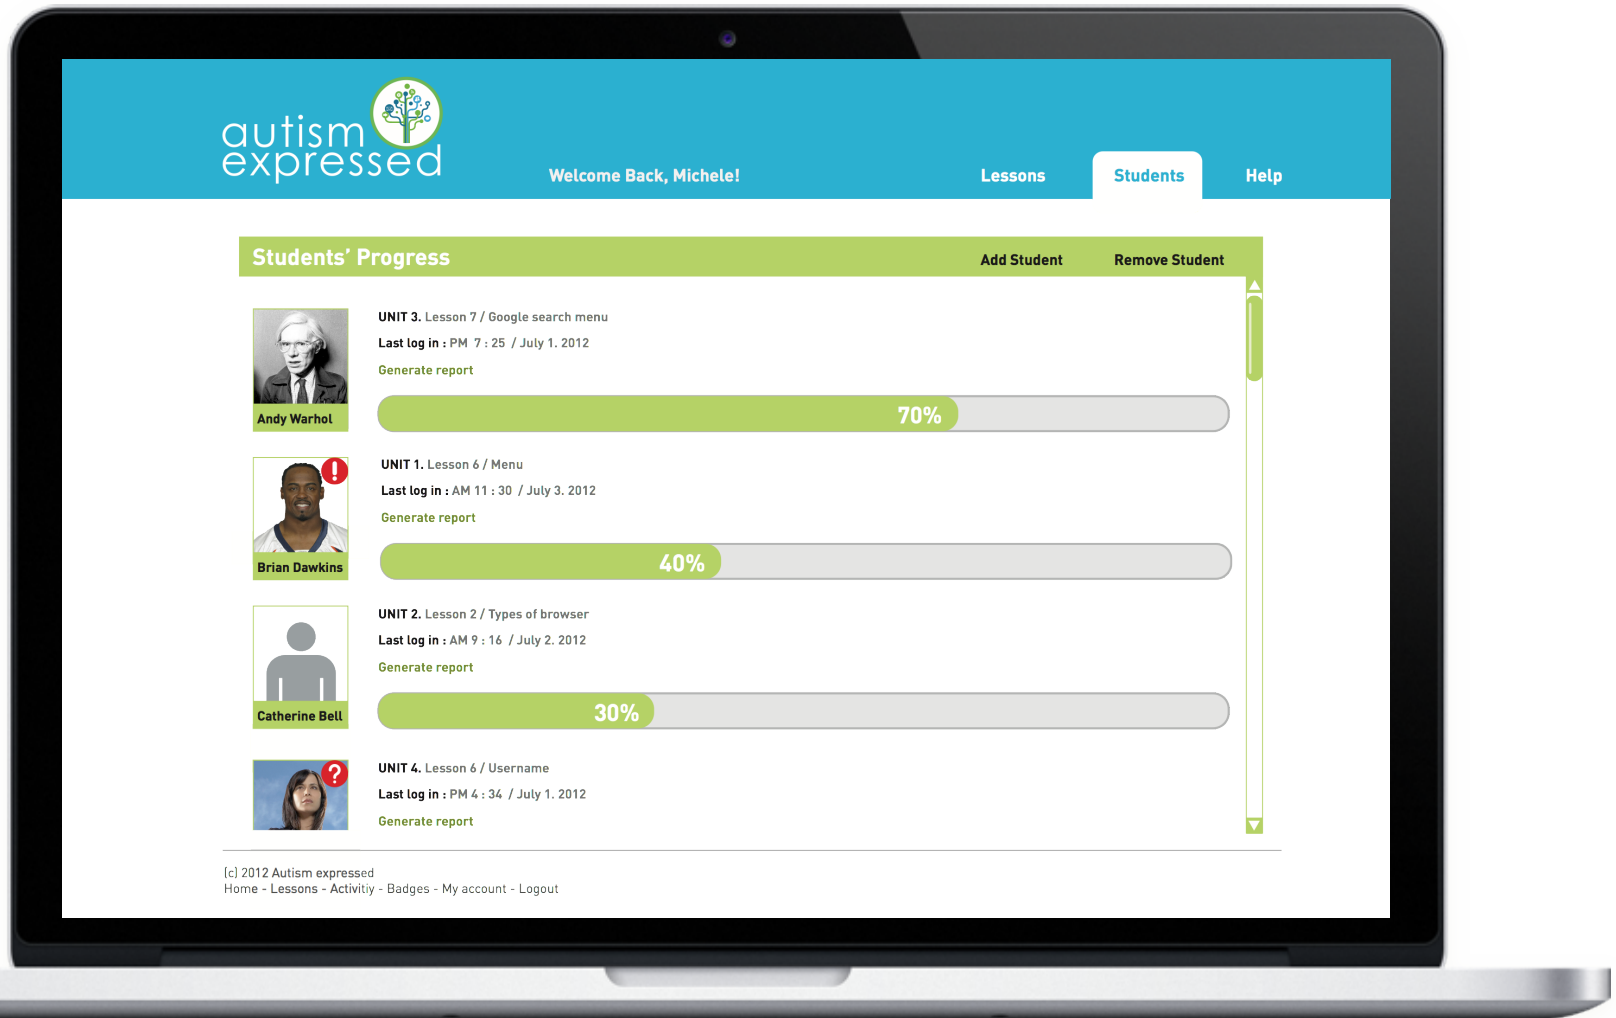 autism
expressed
Welcome Back, Michele!
Lessons
Students
Help
Students' Progress
Add Student
Remove Student
UNIT 3. Lesson 7 / Google search menu
Last log in : PM 7 : 25 / July 1. 2012
Generate report
70%
Andy Warhol
!
UNIT 1. Lesson 6 / Menu
Last log in : AM 11 : 30 / July 3. 2012
Generate report
40%
Brian Dawkins
UNIT 2. Lesson 2 / Types of browser
Last log in : AM 9 : 16 / July 2. 2012
Generate report
30%
Catherine Bell
?
UNIT 4. Lesson 6 / Username
Last log in : PM 4 : 34 / July 1. 2012
Generate report
(c) 2012 Autism expressed
Home - Lessons - Activitiy - Badges - My account - Logout